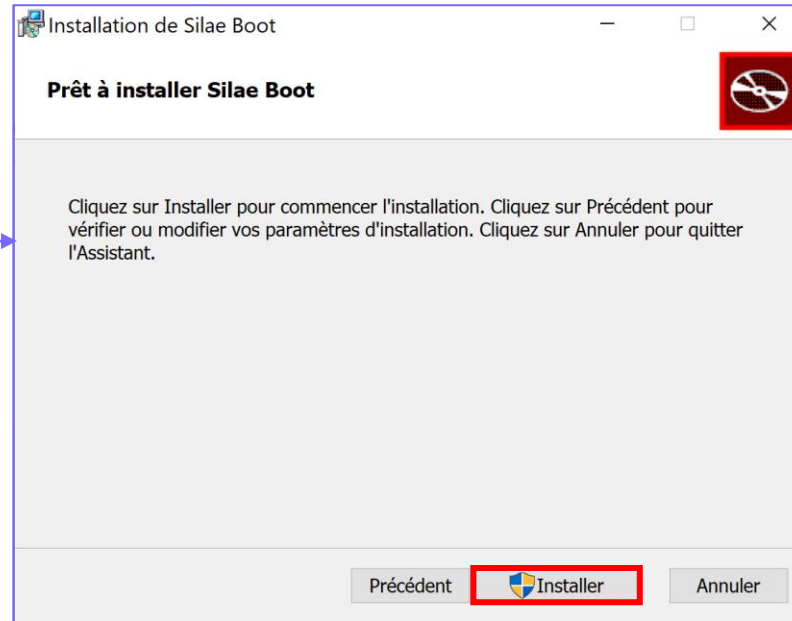 Installation de Silae Boot
Prêt à installer Silae Boot
Cliquez sur Installer pour commencer l'installation. Cliquez sur Précédent pour
vérifier ou modifier vos paramètres d'installation. Cliquez sur Annuler pour quitter
l'Assistant.
Précédent
Installer
Annuler